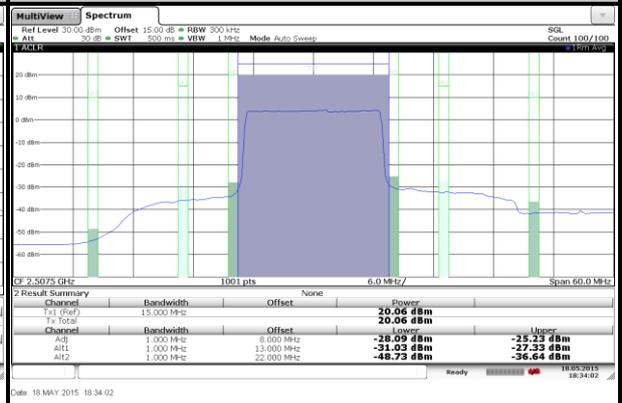 MultiView Spectrum
Ref Level 30.00 dBm Offset 15.00 dB RBW 300 kHz SGL
Att 30 dB SWT 500 ms VBW 1 MHz Mode Auto Sweep Count 100/100
1 ACLR 1Rm Avg
20 dBm
10 dBm
0 dBm
-10 dBm
-20 dBm
-30 dBm
-40 dBm
-50 dBm
-60 dBm
CF 2.5075 GHz 1001 pts 6.0 MHz/ Span 60.0 MHz
2 Result Summary None
Channel Bandwidth Offset Power
Tx1 (Ref) 15.000 MHz 20.06 dBm
Tx Total 20.06 dBm
Channel Bandwidth Offset Lower Upper
Adj 1.000 MHz 8.000 MHz -28.09 dBm -25.23 dBm
Alt1 1.000 MHz 13.000 MHz -31.03 dBm -27.33 dBm
Alt2 1.000 MHz 22.000 MHz -48.73 dBm -36.64 dBm
Ready 18.05.2015
18:34:02
Date: 18.MAY.2015 18:34:02